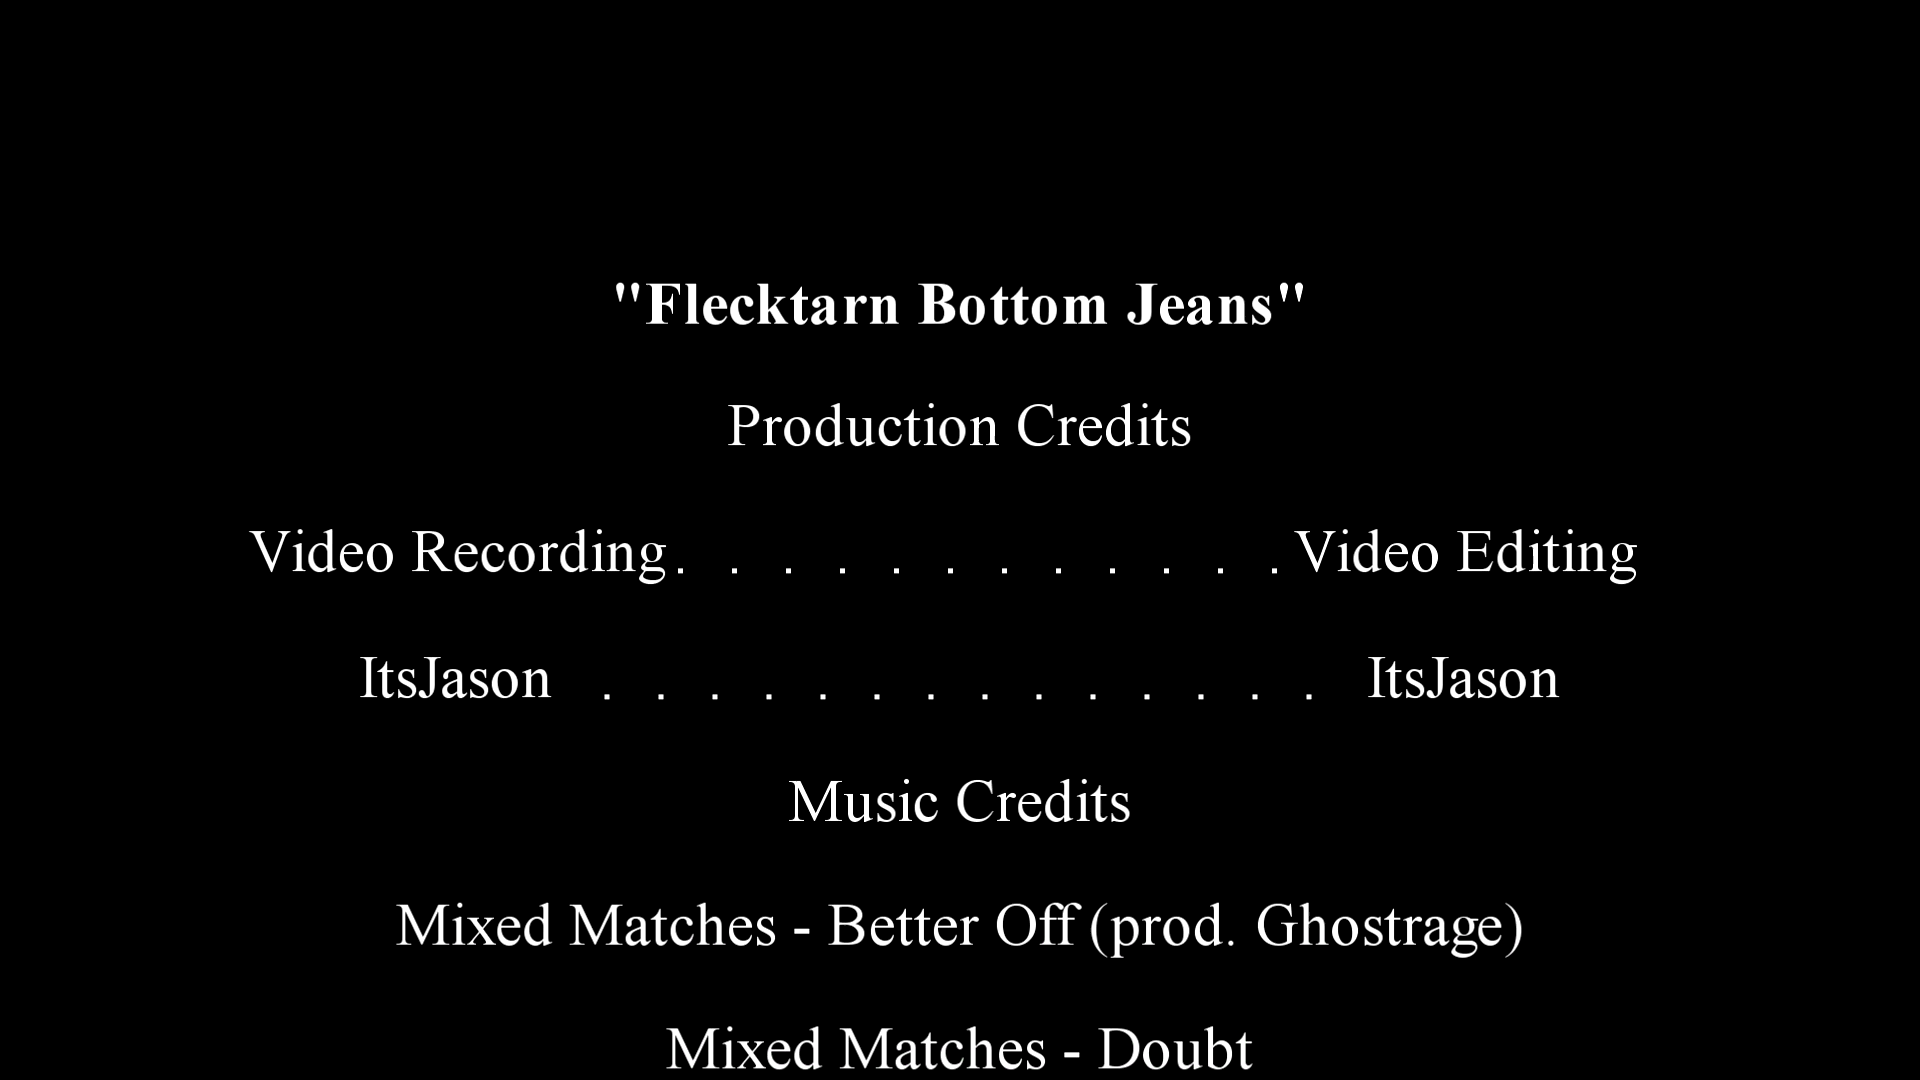 "Flecktarn Bottom Jeans"
Production Credits
Video Recording. . . . . . . . . . . .Video Editing
ItsJason . . . . . . . . . . . . . . ItsJason
Music Credits
Mixed Matches - Better Off (prod. Ghostrage)
Mixed Matches - Doubt